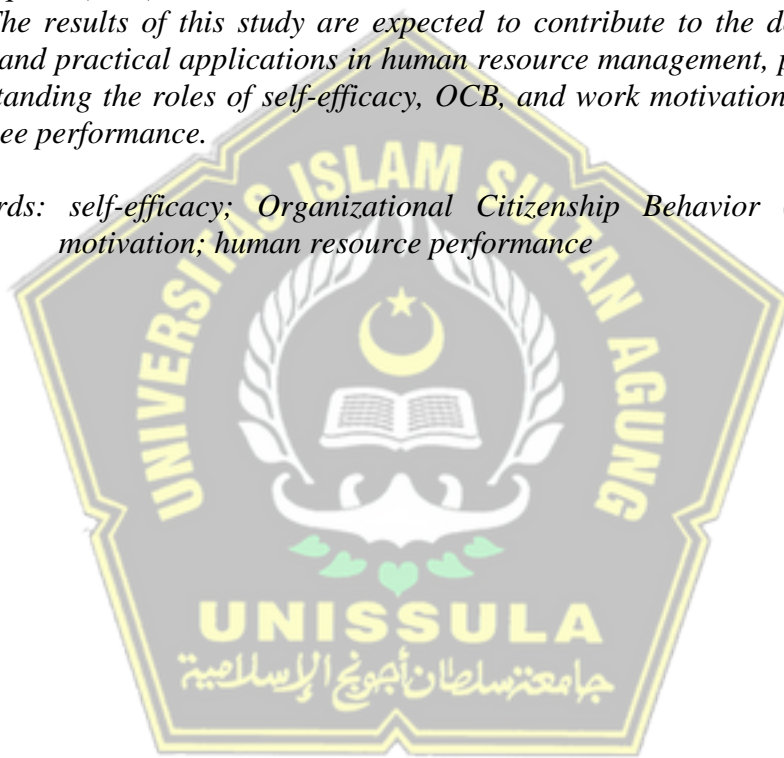 The results of this study are expected to contribute to the d
and practical applications in human resource management, p
tanding the roles of self-efficacy, OCB, and work motivation
ee performance.
rds: self-efficacy; Organizational Citizenship Behavior (
motivation; human resource performance
UNIVERSITAS ISLAM SULTAN AGUNG
UNISSULA
جامعة سلطان أجونج الإسلامية